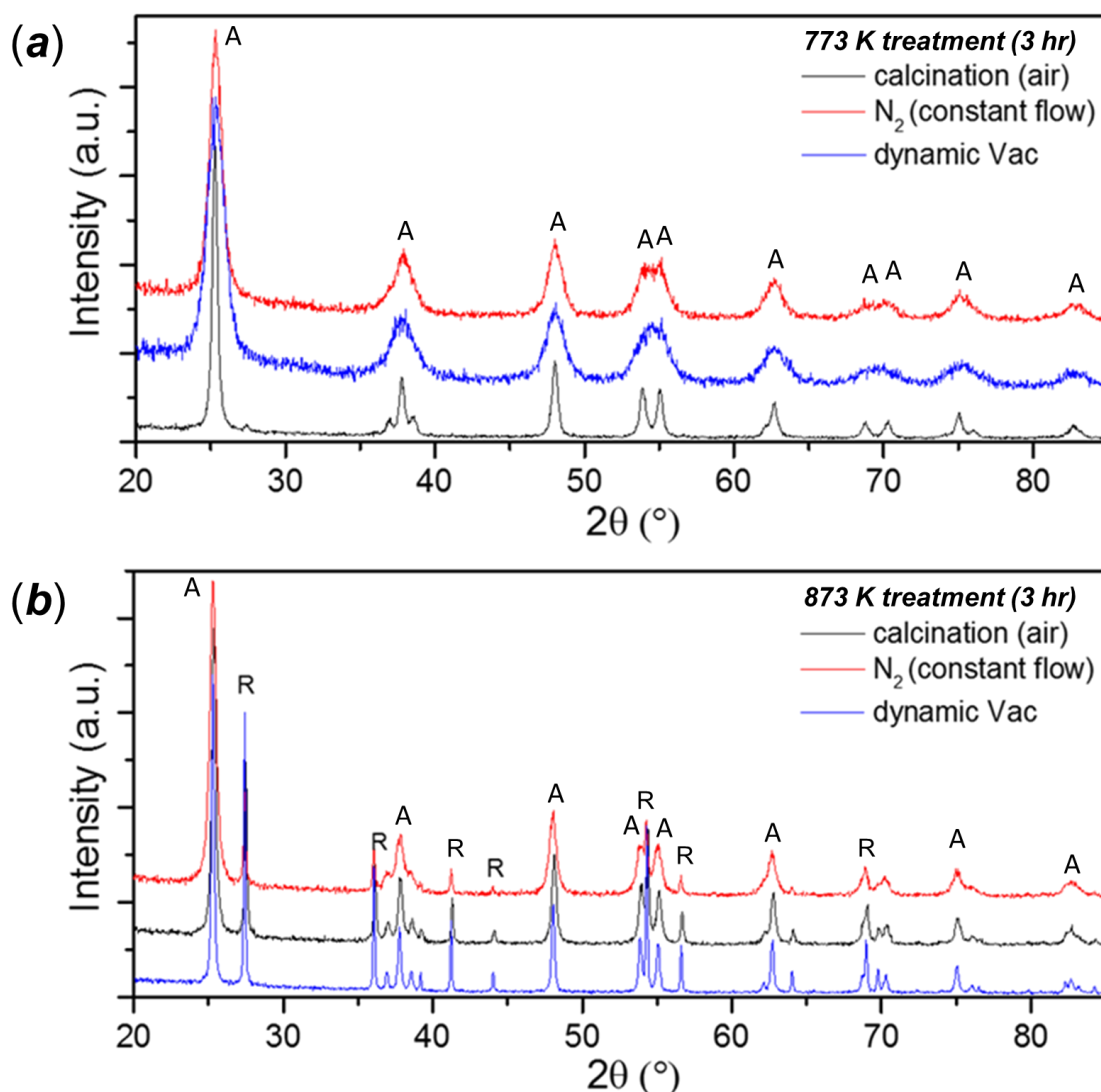 (a)
773 K treatment (3 hr)
calcination (air)
N2 (constant flow)
dynamic Vac
A
A
A
A A
A
A A
A
A
Intensity (a.u.)
20 30 40 50 60 70 80
2θ (°)
(b)
873 K treatment (3 hr)
calcination (air)
N2 (constant flow)
dynamic Vac
A
R
R
A
R
R
A
A
R
A
R
A
R
A
A
Intensity (a.u.)
20 30 40 50 60 70 80
2θ (°)